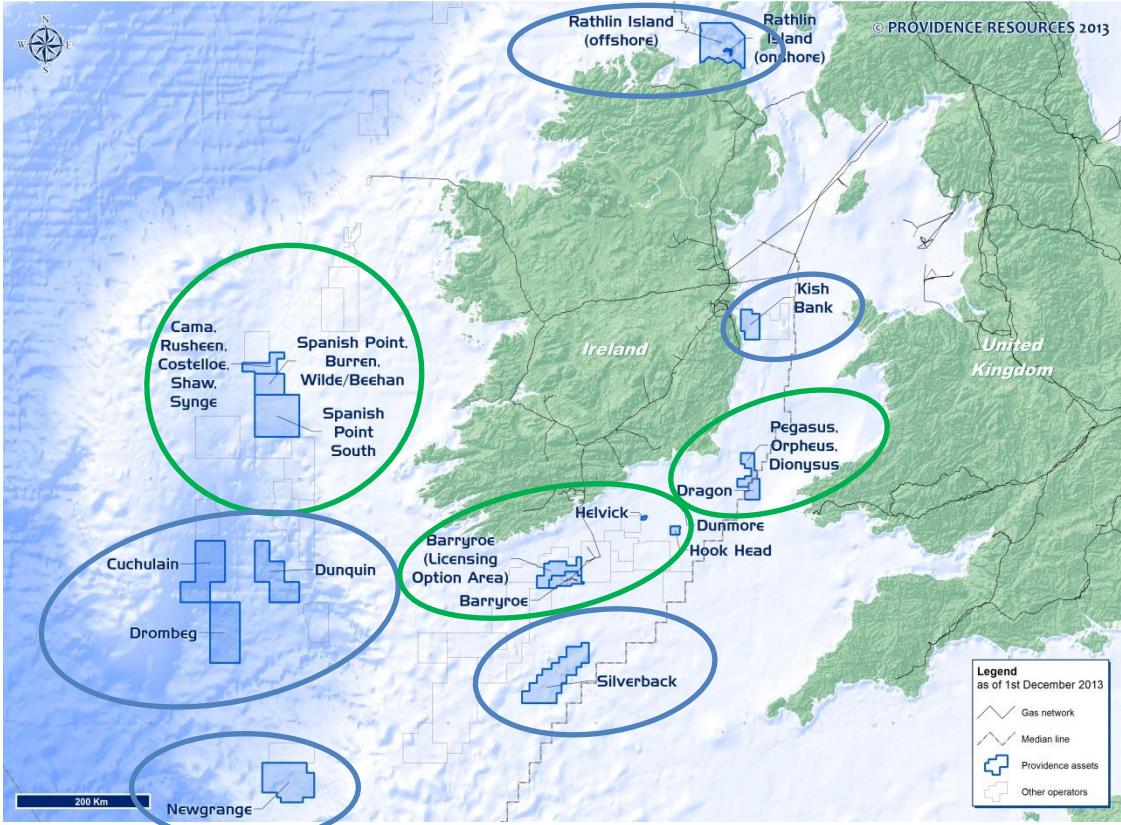 N
W
E
S
Rathlin Island
(offshore)
Rathlin
Island
(onshore)
© PROVIDENCE RESOURCES 2013
Kish
Bank
Ireland
United
Kingdom
Cama,
Rusheen,
Costelloe,
Shaw,
Synge
Spanish Point,
Burren,
Wilde/Beehan
Spanish
Point
South
Pegasus,
Orpheus,
Dionysus
Dragon
Helvick
Dunmore
Hook Head
Barryroe
(Licensing
Option Area)
Barryroe
Cuchulain
Dunquin
Drombeg
Silverback
Newgrange
200 Km
Legend
as of 1st December 2013
Gas network
Median line
Providence assets
Other operators